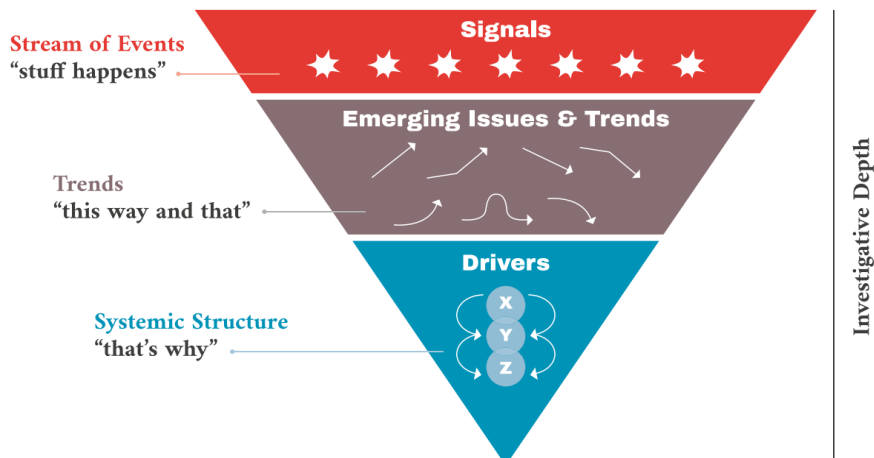 Signals
Stream of Events
“stuff happens”
Emerging Issues & Trends
Trends
“this way and that”
Drivers
X
Y
Z
Systemic Structure
“that’s why”
Investigative Depth